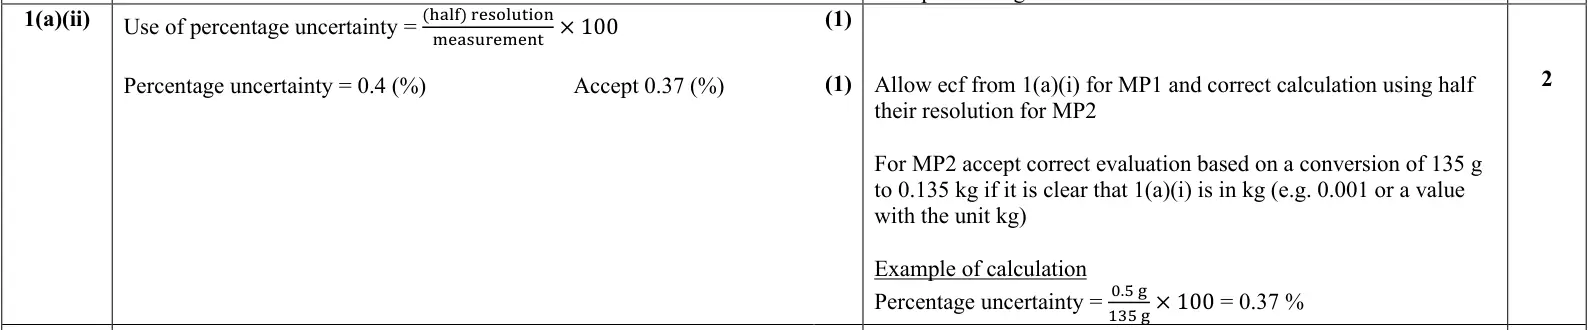 1(a)(ii)
Use of percentage uncertainty = (half) resolution / measurement × 100 (1)
Percentage uncertainty = 0.4 (%) Accept 0.37 (%) (1)
Allow ecf from 1(a)(i) for MP1 and correct calculation using half
their resolution for MP2
For MP2 accept correct evaluation based on a conversion of 135 g
to 0.135 kg if it is clear that 1(a)(i) is in kg (e.g. 0.001 or a value
with the unit kg)
Example of calculation
Percentage uncertainty = 0.5 g / 135 g × 100 = 0.37 %
2